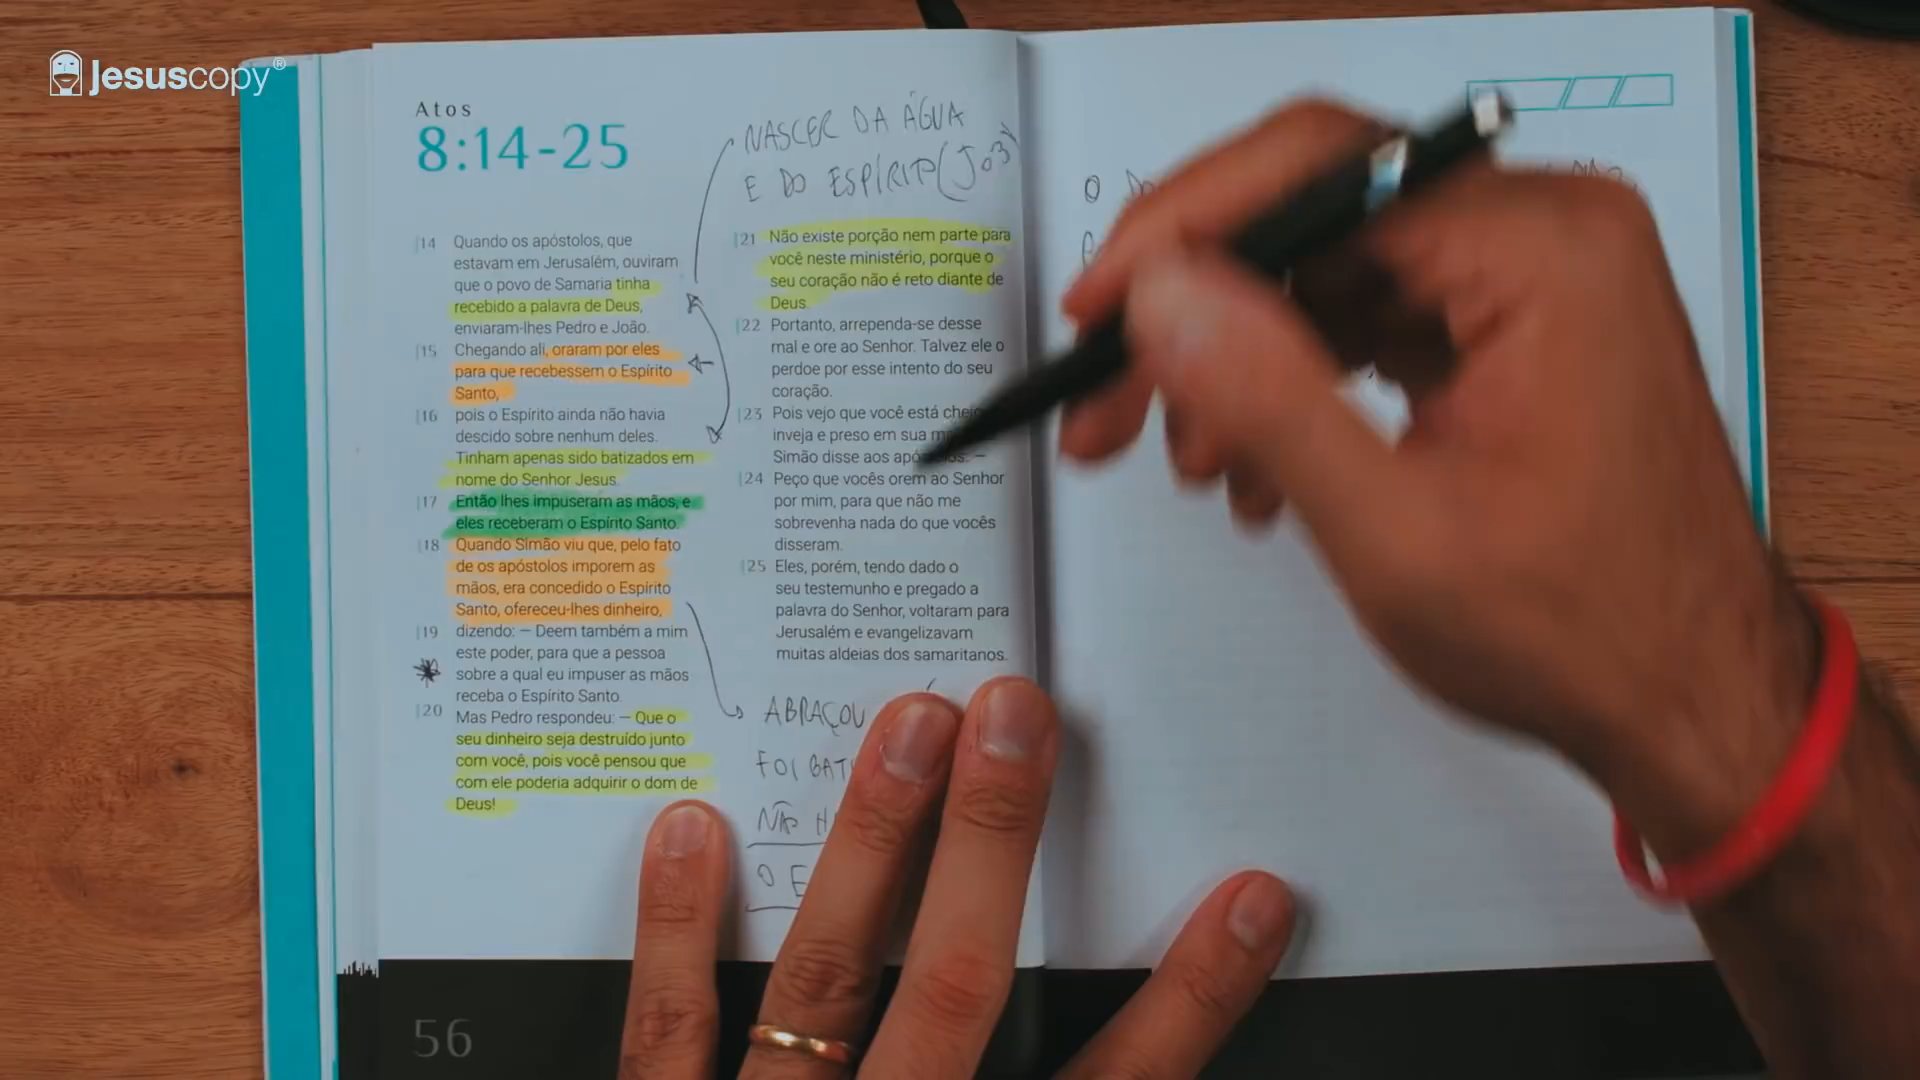 Jesuscopy®
Atos
8:14-25
NASCER DA ÁGUA
E DO ESPÍRITO (Jo 3)
14 Quando os apóstolos, que
estavam em Jerusalém, ouviram
que o povo de Samaria tinha
recebido a palavra de Deus,
enviaram-lhes Pedro e João.
15 Chegando ali, oraram por eles
para que recebessem o Espírito
Santo,
16 pois o Espírito ainda não havia
descido sobre nenhum deles.
Tinham apenas sido batizados em
nome do Senhor Jesus.
17 Então lhes impuseram as mãos, e
eles receberam o Espírito Santo.
18 Quando Simão viu que, pelo fato
de os apóstolos imporem as
mãos, era concedido o Espírito
Santo, ofereceu-lhes dinheiro,
19 dizendo: – Deem também a mim
este poder, para que a pessoa
sobre a qual eu impuser as mãos
receba o Espírito Santo.
20 Mas Pedro respondeu: – Que o
seu dinheiro seja destruído junto
com você, pois você pensou que
com ele poderia adquirir o dom de
Deus!
21 Não existe porção nem parte para
você neste ministério, porque o
seu coração não é reto diante de
Deus.
22 Portanto, arrependa-se desse
mal e ore ao Senhor. Talvez ele o
perdoe por esse intento do seu
coração.
23 Pois vejo que você está
inveja e preso em sua
Simão disse aos –
24 Peço que vocês orem ao Senhor
por mim, para que não me
sobrevenha nada do que vocês
disseram.
25 Eles, porém, tendo dado o
seu testemunho e pregado a
palavra do Senhor, voltaram para
Jerusalém e evangelizavam
muitas aldeias dos samaritanos.
ABRAÇOU
FOI
NÃO
O
O
56